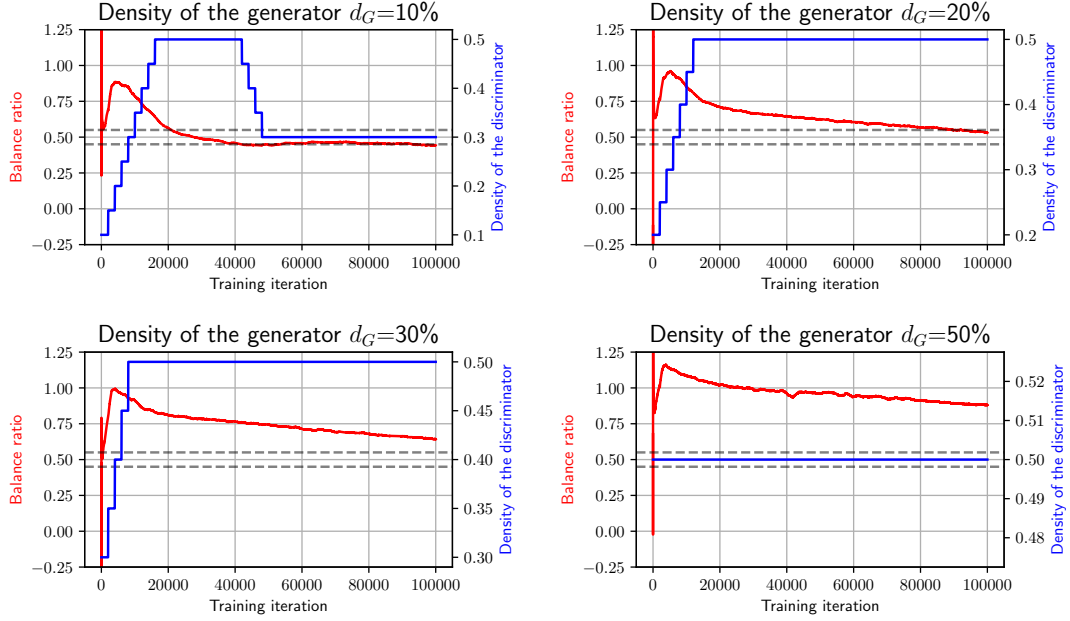 Density of the generator d_G=10%
1.25
1.00
0.75
0.50
0.25
0.00
−0.25
Balance ratio
0.5
0.4
0.3
0.2
0.1
Density of the discriminator
0 20000 40000 60000 80000 100000
Training iteration
Density of the generator d_G=20%
1.25
1.00
0.75
0.50
0.25
0.00
−0.25
Balance ratio
0.5
0.4
0.3
0.2
Density of the discriminator
0 20000 40000 60000 80000 100000
Training iteration
Density of the generator d_G=30%
1.25
1.00
0.75
0.50
0.25
0.00
−0.25
Balance ratio
0.50
0.45
0.40
0.35
0.30
Density of the discriminator
0 20000 40000 60000 80000 100000
Training iteration
Density of the generator d_G=50%
1.25
1.00
0.75
0.50
0.25
0.00
−0.25
Balance ratio
0.52
0.51
0.50
0.49
0.48
Density of the discriminator
0 20000 40000 60000 80000 100000
Training iteration